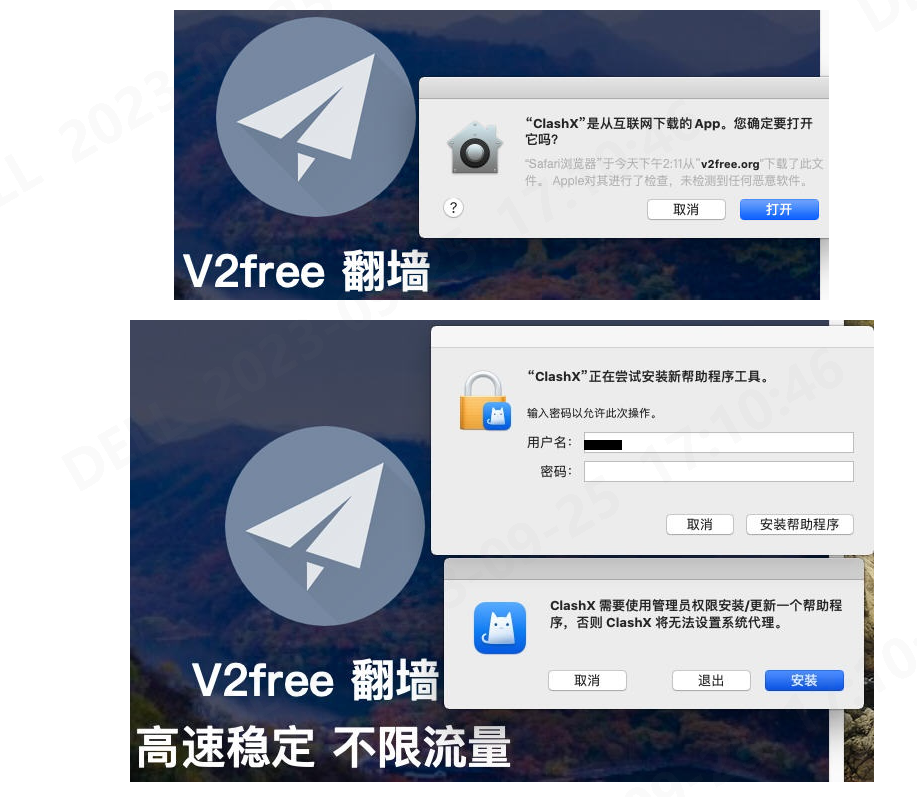 “ClashX”是从互联网下载的 App。您确定要打开
它吗？
“Safari浏览器”于今天下午2:11从“v2free.org”下载了此文
件。 Apple对其进行了检查，未检测到任何恶意软件。
?
取消
打开
V2free 翻墙
“ClashX”正在尝试安装新帮助程序工具。
输入密码以允许此次操作。
用户名：
密码：
取消
安装帮助程序
ClashX 需要使用管理员权限安装/更新一个帮助程
序，否则 ClashX 将无法设置系统代理。
取消
退出
安装
V2free 翻墙
高速稳定 不限流量
DELL 2023-09-25 17:10:46